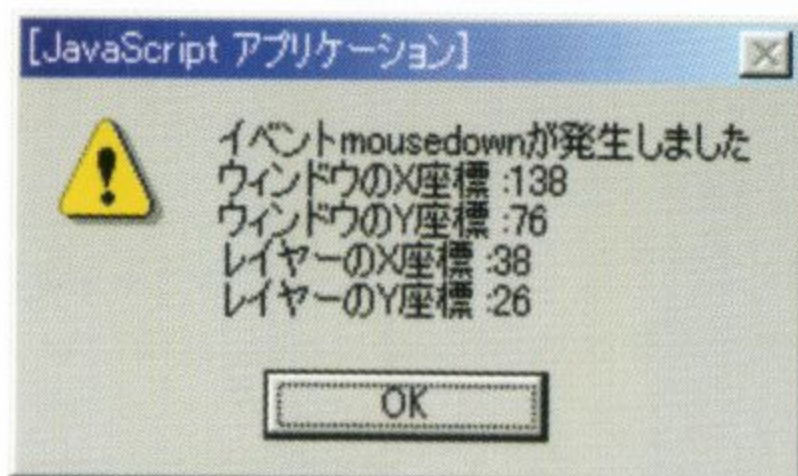 [JavaScript アプリケーション]
イベントmousedownが発生しました
ウィンドウのX座標 :138
ウィンドウのY座標 :76
レイヤーのX座標 :38
レイヤーのY座標 :26
OK